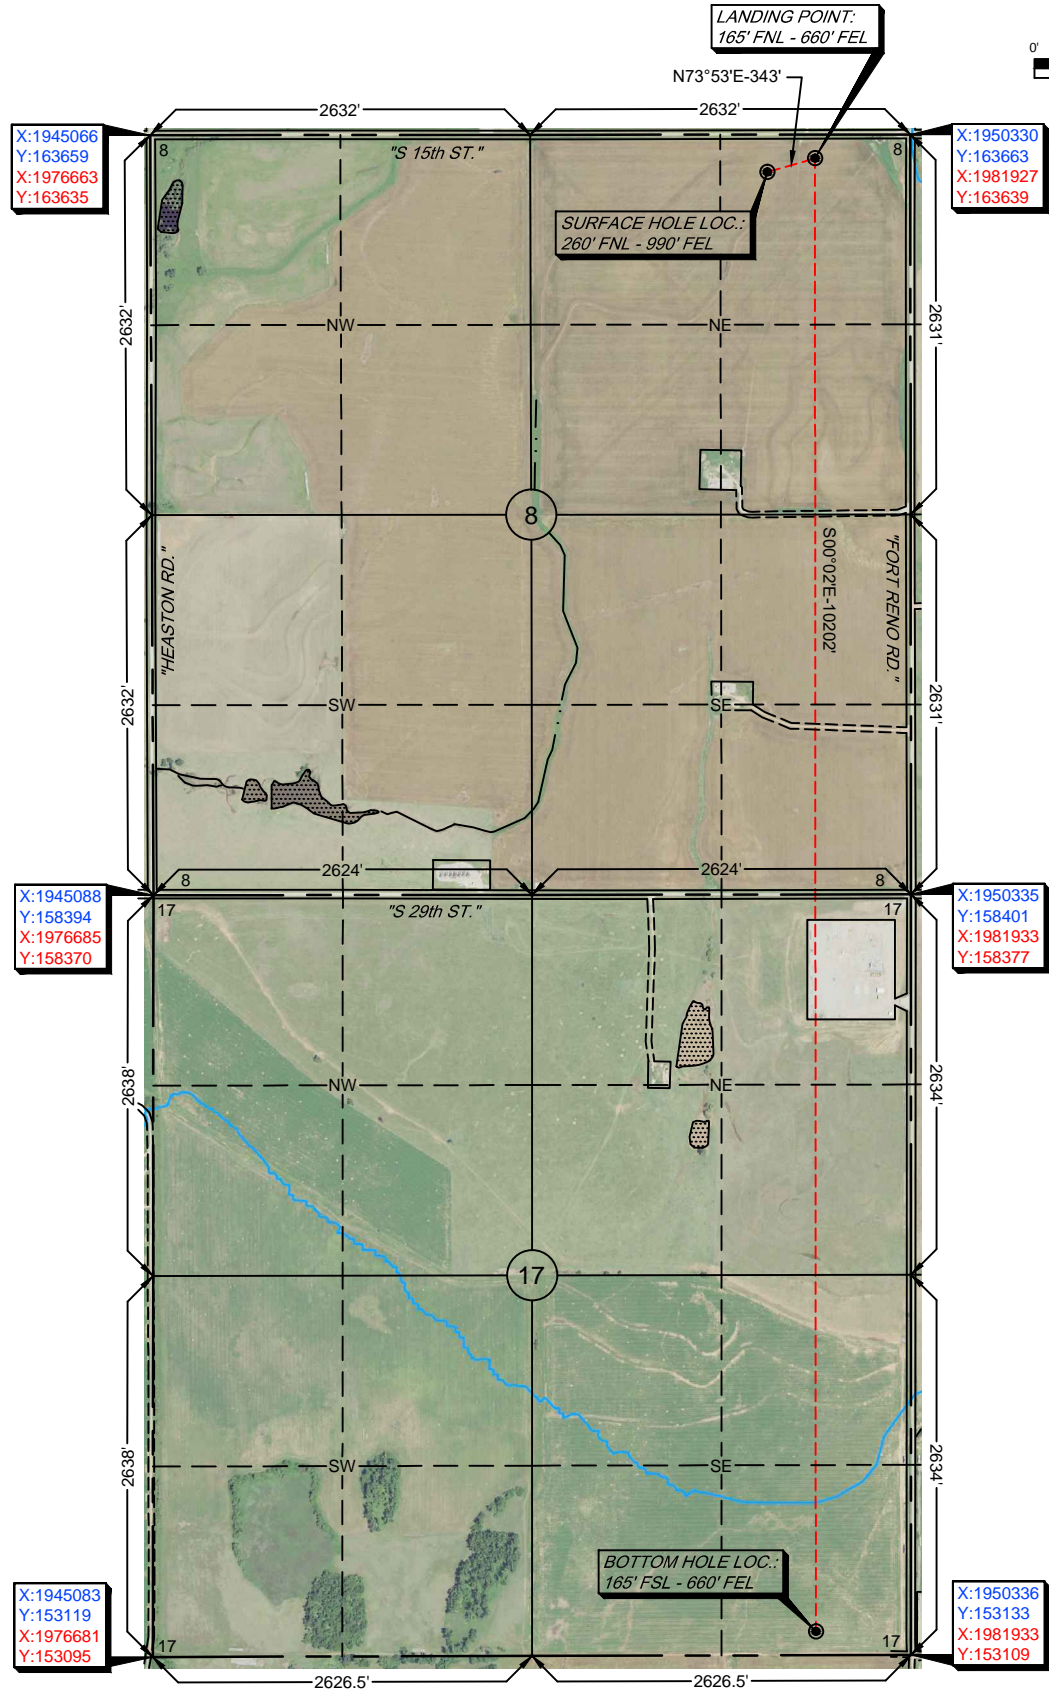 LANDING POINT:
165' FNL - 660' FEL
0'
N73°53'E-343'
2632'
2632'
X:1945066
Y:163659
X:1976663
Y:163635
X:1950330
Y:163663
X:1981927
Y:163639
8
"S 15th ST."
8
SURFACE HOLE LOC.:
260' FNL - 990' FEL
2632'
NW
NE
2631'
8
"HEASTON RD."
S00°02'E-10202'
"FORT RENO RD."
2632'
SW
SE
2631'
2624'
2624'
8
8
X:1945088
Y:158394
X:1976685
Y:158370
X:1950335
Y:158401
X:1981933
Y:158377
17
"S 29th ST."
17
2638'
NW
NE
2634'
17
2638'
SW
SE
2634'
BOTTOM HOLE LOC.:
165' FSL - 660' FEL
X:1945083
Y:153119
X:1976681
Y:153095
X:1950336
Y:153133
X:1981933
Y:153109
17
17
2626.5'
2626.5'